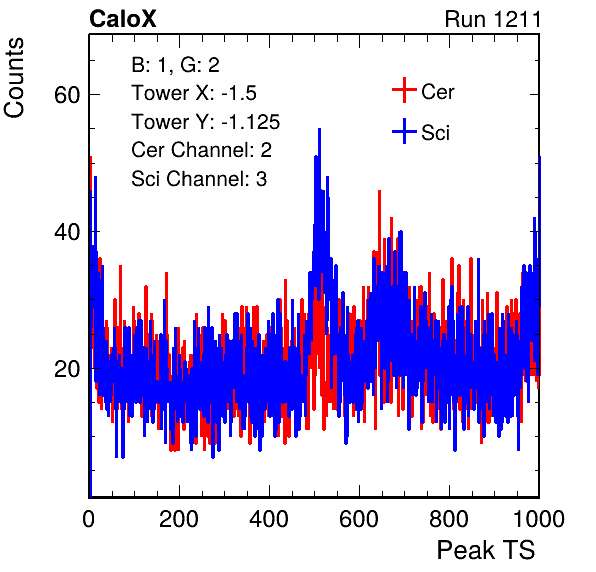 CaloX Run 1211
Counts
B: 1, G: 2
Tower X: -1.5
Tower Y: -1.125
Cer Channel: 2
Sci Channel: 3
Cer
Sci
60
40
20
0 200 400 600 800 1000
Peak TS